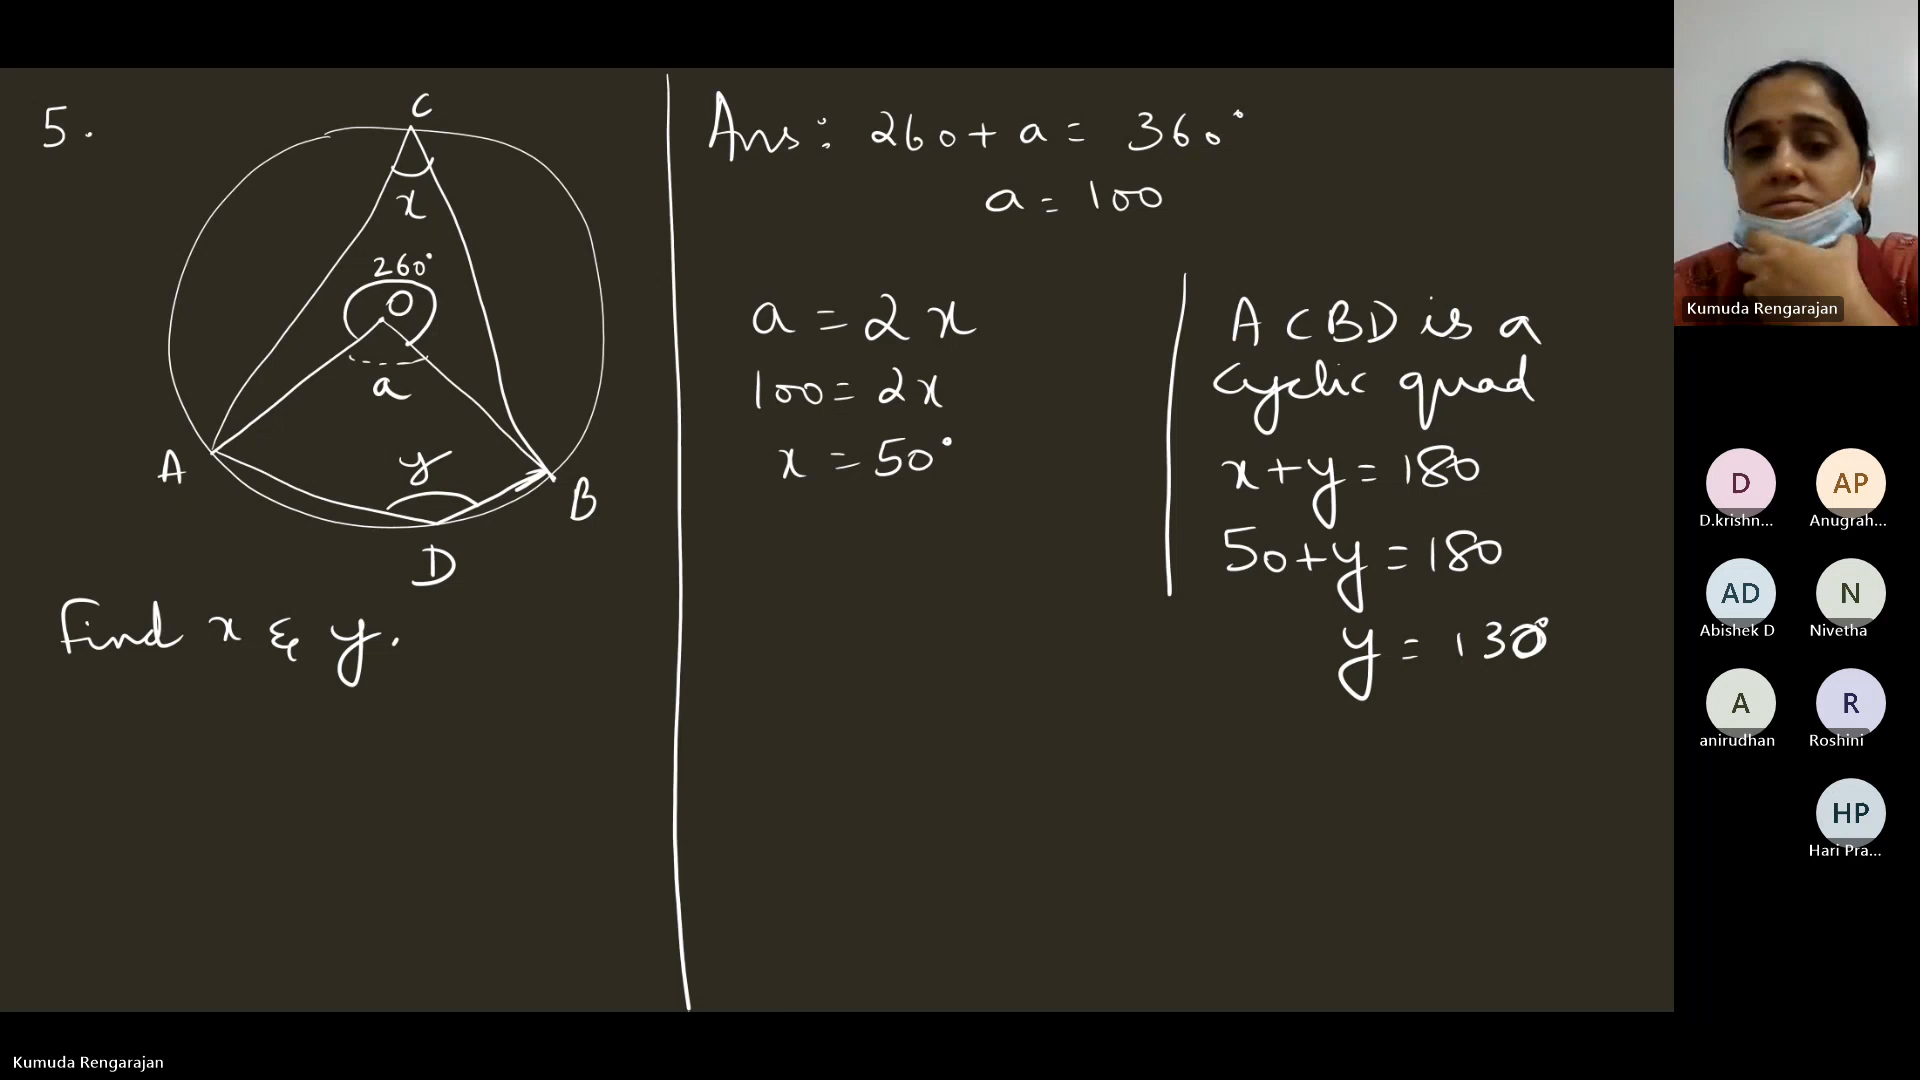 5.
C
x
260°
O
a
A
y
B
D
Find x & y.
Ans: 260 + a = 360°
a = 100
a = 2x
100 = 2x
x = 50°
ACBD is a
cyclic quad
x + y = 180
50 + y = 180
y = 130°
Kumuda Rengarajan
D
D.krishn...
AP
Anugrah...
AD
Abishek D
N
Nivetha
A
anirudhan
R
Roshini
HP
Hari Pra...
Kumuda Rengarajan